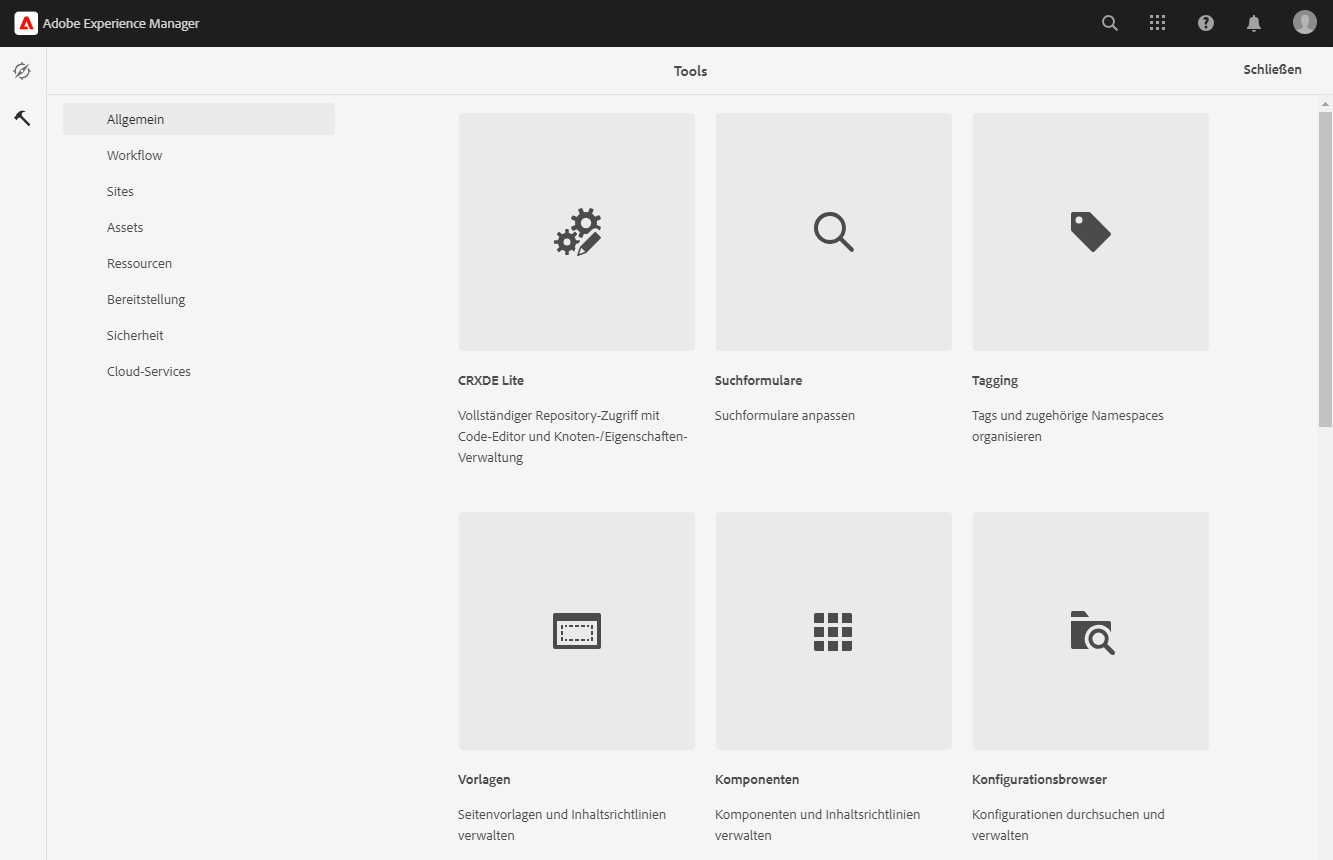 Adobe Experience Manager
Tools
Schließen
Allgemein
Workflow
Sites
Assets
Ressourcen
Bereitstellung
Sicherheit
Cloud-Services
CRXDE Lite
Vollständiger Repository-Zugriff mit
Code-Editor und Knoten-/Eigenschaften-
Verwaltung
Suchformulare
Suchformulare anpassen
Tagging
Tags und zugehörige Namespaces
organisieren
Vorlagen
Seitenvorlagen und Inhaltsrichtlinien
verwalten
Komponenten
Komponenten und Inhaltsrichtlinien
verwalten
Konfigurationsbrowser
Konfigurationen durchsuchen und
verwalten